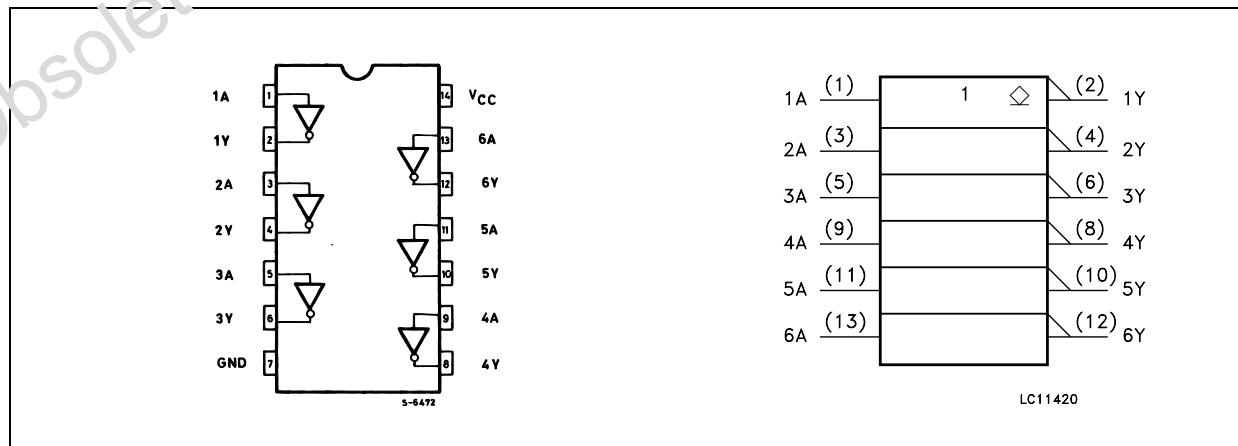 Obsolet
1A 1 14 VCC
1Y 2 13 6A
2A 3 12 6Y
2Y 4 11 5A
3A 5 10 5Y
3Y 6 9 4A
GND 7 8 4Y
S-6472
1
1A (1) (2) 1Y
2A (3) (4) 2Y
3A (5) (6) 3Y
4A (9) (8) 4Y
5A (11) (10) 5Y
6A (13) (12) 6Y
LC11420